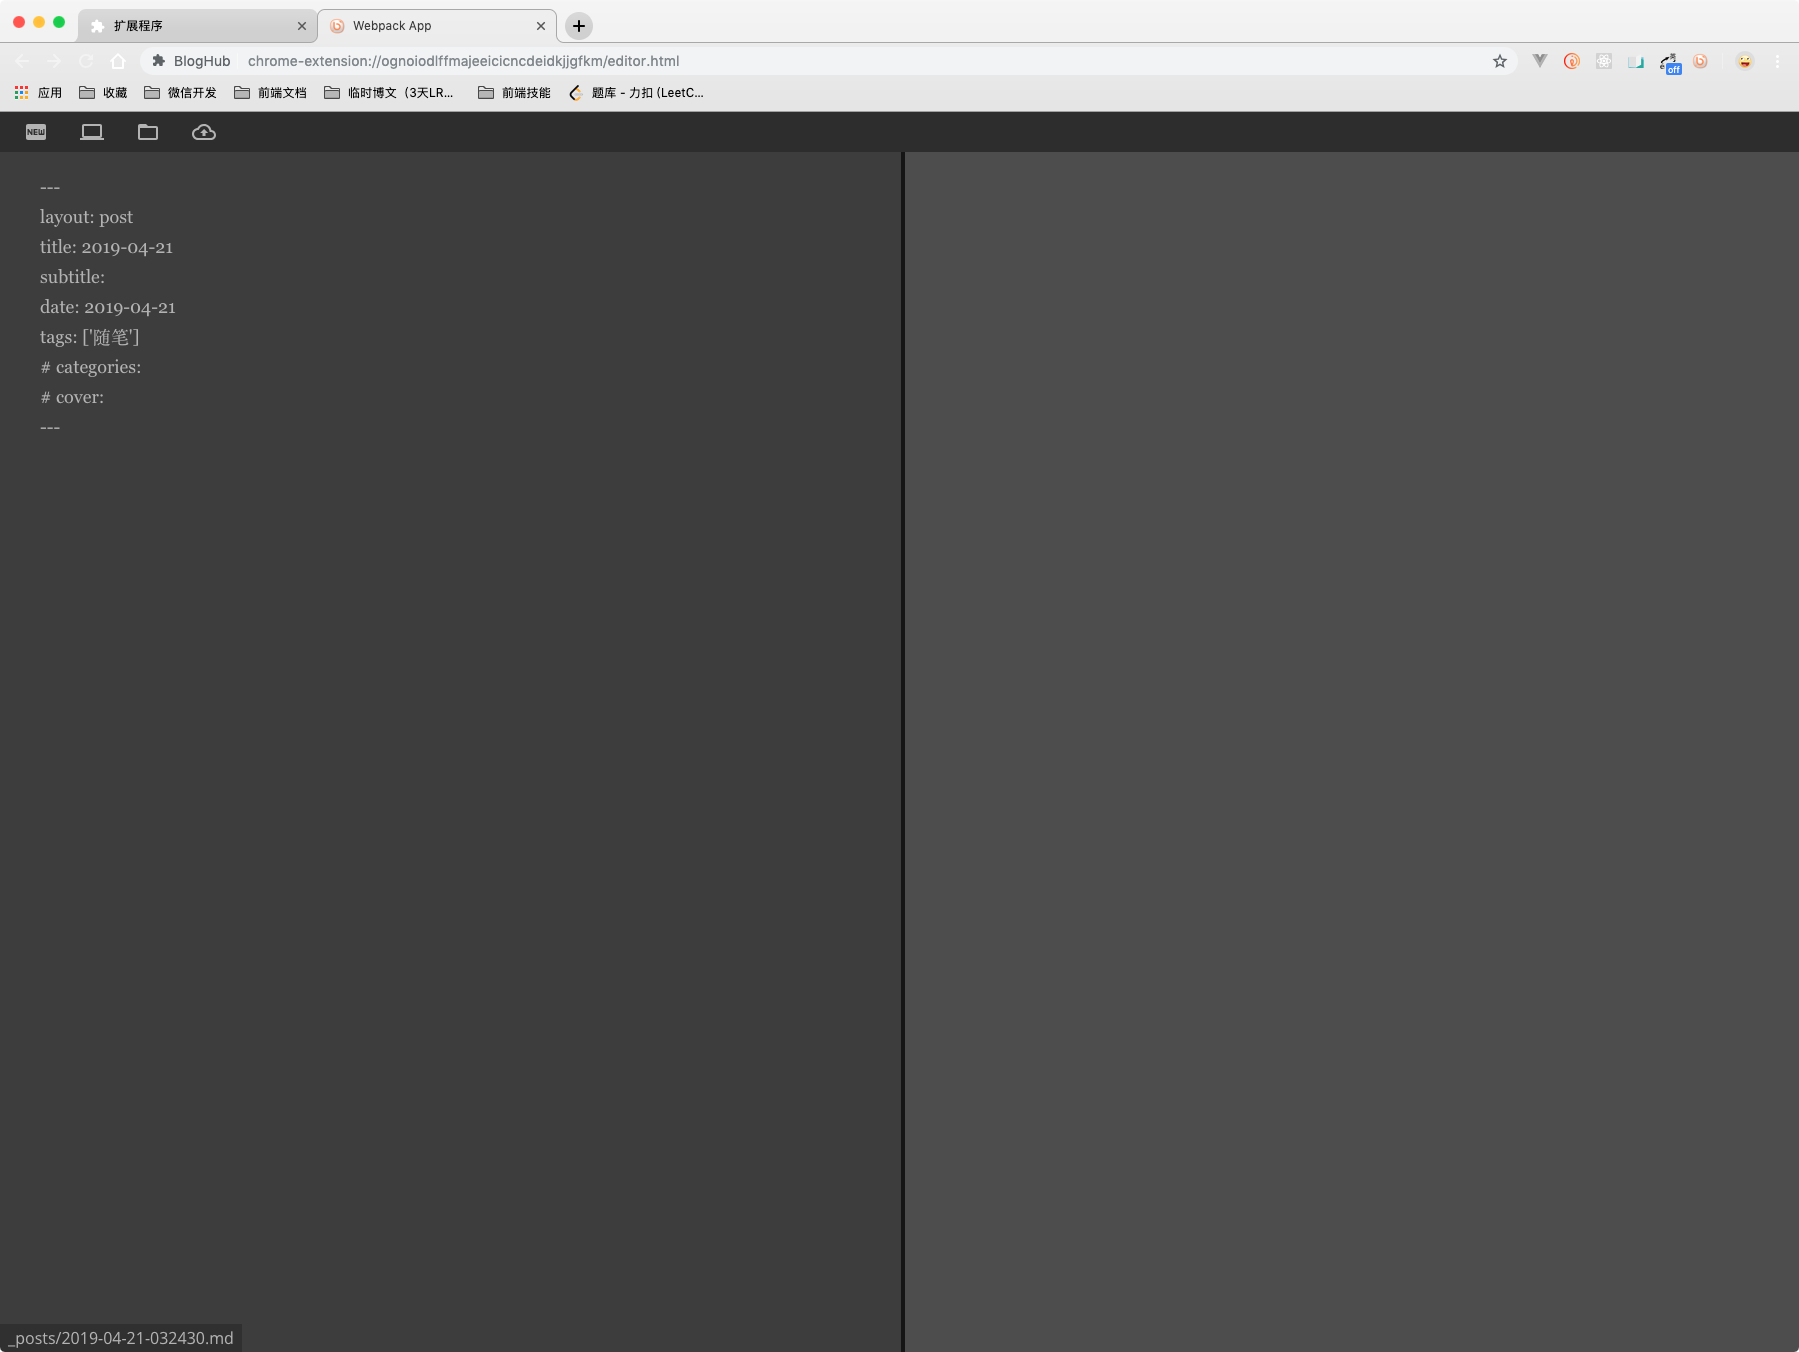 扩展程序
Webpack App
BlogHub chrome-extension://ognoiodlffmajeeicicncdeidkjjgfkm/editor.html
off
应用 收藏 微信开发 前端文档 临时博文（3天LR... 前端技能 题库 - 力扣 (LeetC...
NEW
---
layout: post
title: 2019-04-21
subtitle:
date: 2019-04-21
tags: ['随笔']
# categories:
# cover:
---
_posts/2019-04-21-032430.md